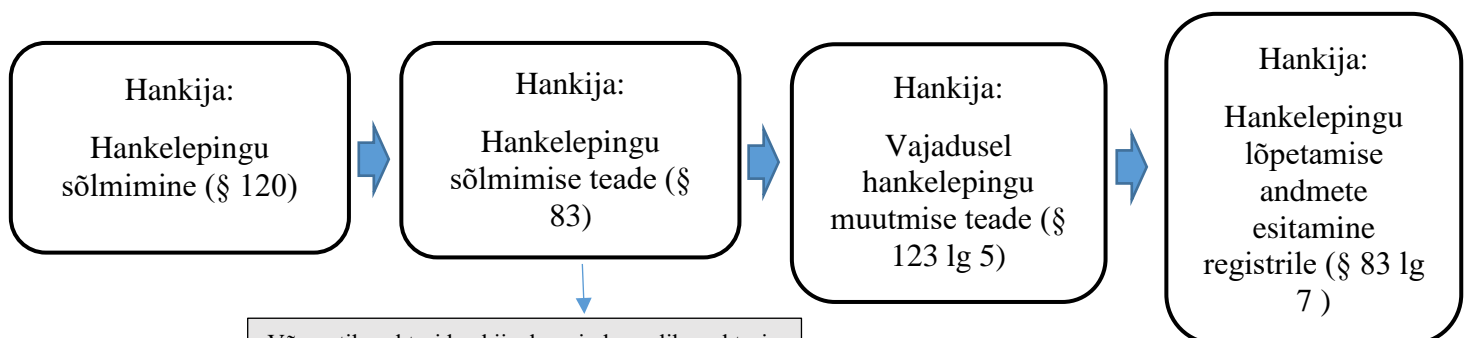 Hankija:
Hankelepingu
sõlmimine (§ 120)
Hankija:
Hankelepingu
sõlmimise teade (§
83)
Hankija:
Vajadusel
hankelepingu
muutmise teade (§
123 lg 5)
Hankija:
Hankelepingu
lõpetamise
andmete
esitamine
registrile (§ 83 lg
7 )